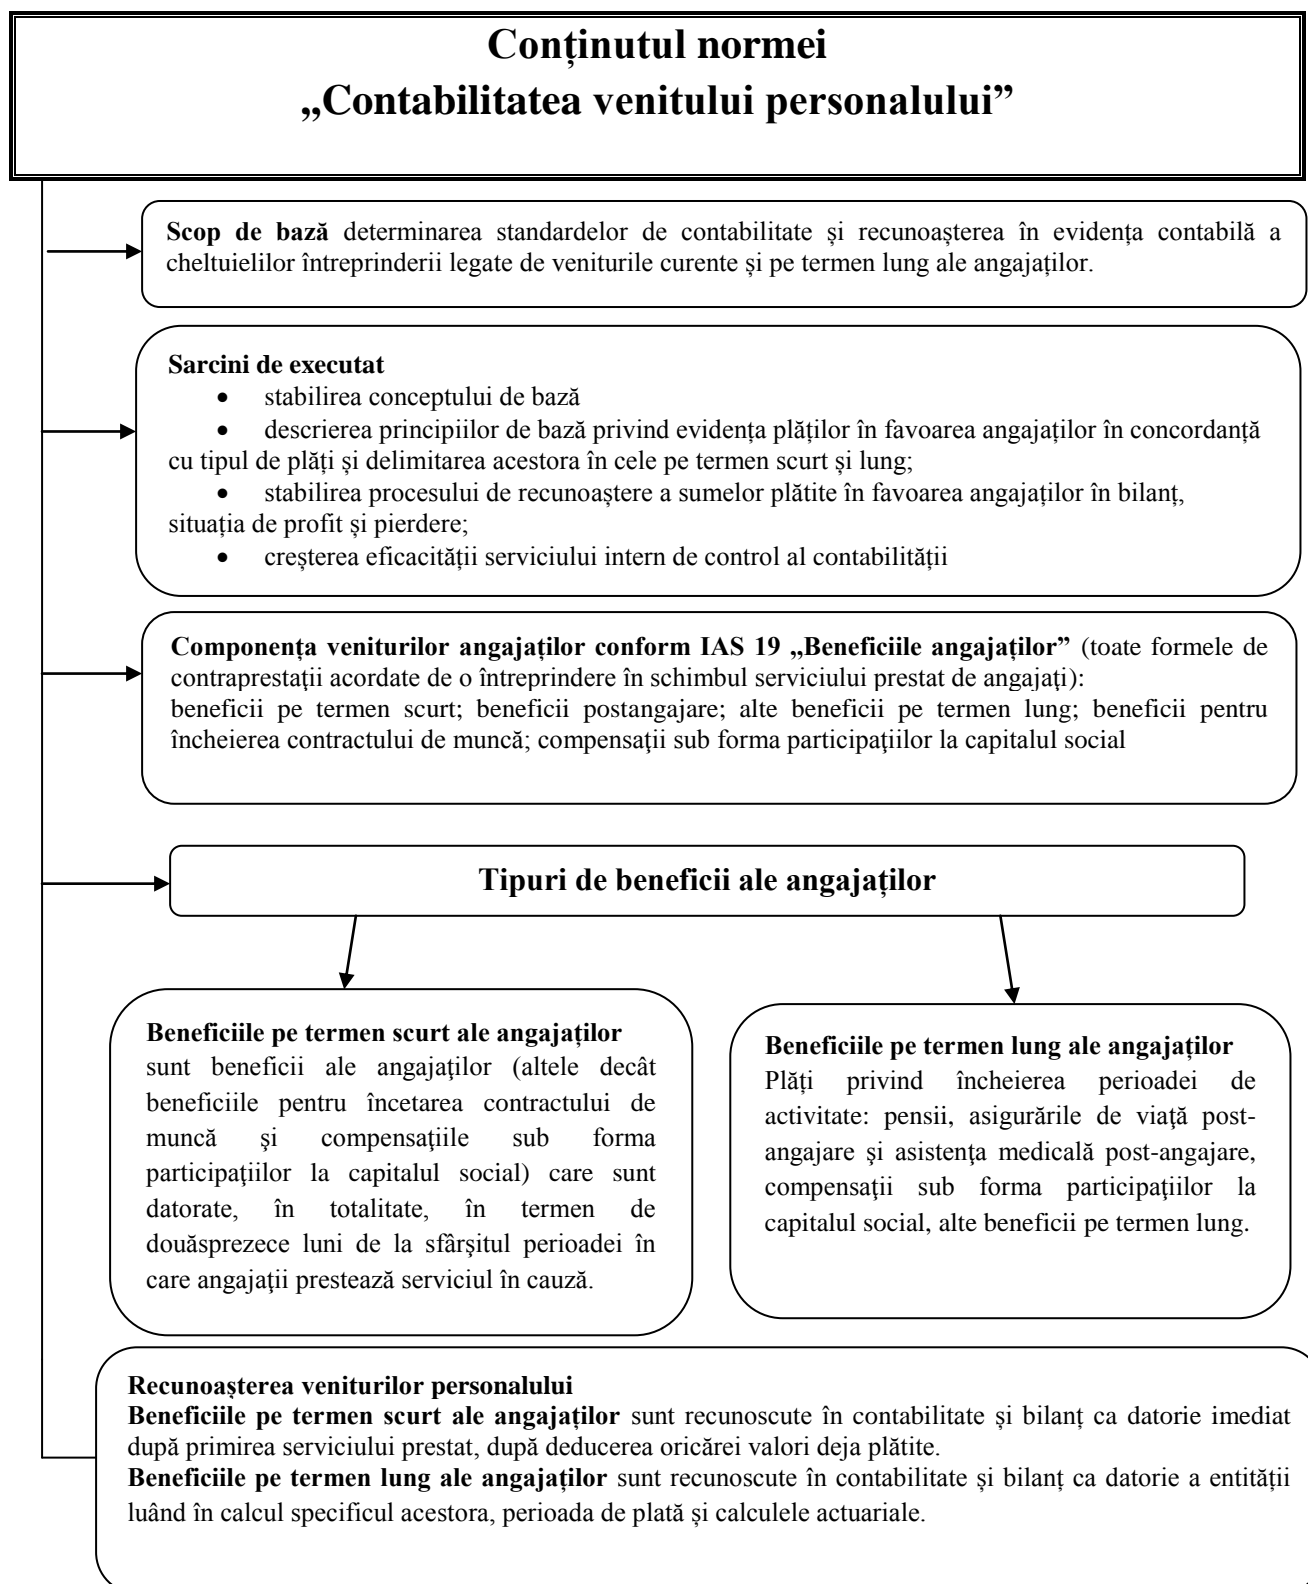 Conținutul normei
„Contabilitatea venitului personalului”
Scop de bază determinarea standardelor de contabilitate și recunoașterea în evidența contabilă a
cheltuielilor întreprinderii legate de veniturile curente și pe termen lung ale angajaților.
Sarcini de executat
• stabilirea conceptului de bază
• descrierea principiilor de bază privind evidența plăților în favoarea angajaților în concordanță
cu tipul de plăți și delimitarea acestora în cele pe termen scurt și lung;
• stabilirea procesului de recunoaștere a sumelor plătite în favoarea angajaților în bilanț,
situația de profit și pierdere;
• creșterea eficacității serviciului intern de control al contabilității
Componența veniturilor angajaților conform IAS 19 „Beneficiile angajaților” (toate formele de
contraprestații acordate de o întreprindere în schimbul serviciului prestat de angajați):
beneficii pe termen scurt; beneficii postangajare; alte beneficii pe termen lung; beneficii pentru
încheierea contractului de muncă; compensaţii sub forma participaţiilor la capitalul social
Tipuri de beneficii ale angajaților
Beneficiile pe termen scurt ale angajaților
sunt beneficii ale angajaţilor (altele decât
beneficiile pentru încetarea contractului de
muncă şi compensaţiile sub forma
participaţiilor la capitalul social) care sunt
datorate, în totalitate, în termen de
douăsprezece luni de la sfârşitul perioadei în
care angajaţii prestează serviciul în cauză.
Beneficiile pe termen lung ale angajaților
Plăți privind încheierea perioadei de
activitate: pensii, asigurările de viaţă post-
angajare şi asistenţa medicală post-angajare,
compensaţii sub forma participaţiilor la
capitalul social, alte beneficii pe termen lung.
Recunoașterea veniturilor personalului
Beneficiile pe termen scurt ale angajaților sunt recunoscute în contabilitate și bilanț ca datorie imediat
după primirea serviciului prestat, după deducerea oricărei valori deja plătite.
Beneficiile pe termen lung ale angajaților sunt recunoscute în contabilitate și bilanț ca datorie a entității
luând în calcul specificul acestora, perioada de plată și calculele actuariale.